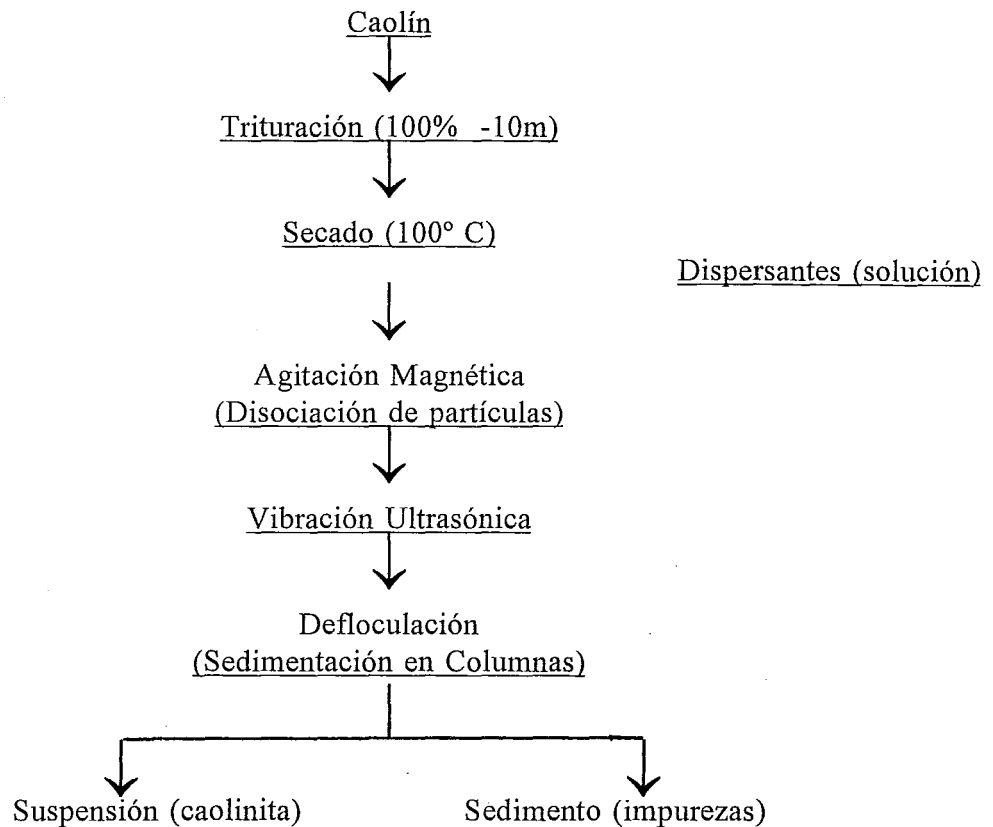 Caolín
Trituración (100% -10m)
Secado (100º C)
Dispersantes (solución)
Agitación Magnética
(Disociación de partículas)
Vibración Ultrasónica
Defloculación
(Sedimentación en Columnas)
Suspensión (caolinita)
Sedimento (impurezas)